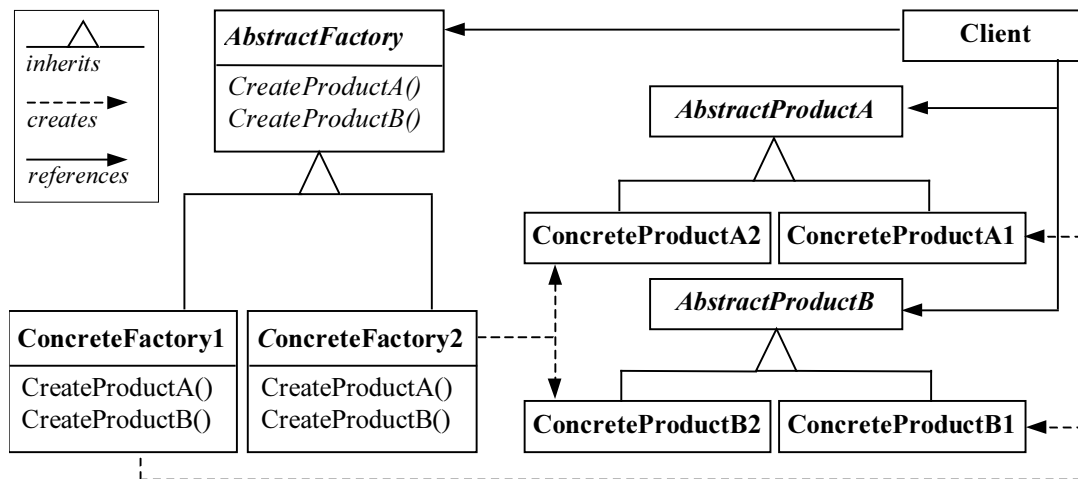 inherits
creates
references
AbstractFactory
CreateProductA()
CreateProductB()
Client
AbstractProductA
ConcreteProductA2
ConcreteProductA1
AbstractProductB
ConcreteProductB2
ConcreteProductB1
ConcreteFactory1
CreateProductA()
CreateProductB()
ConcreteFactory2
CreateProductA()
CreateProductB()